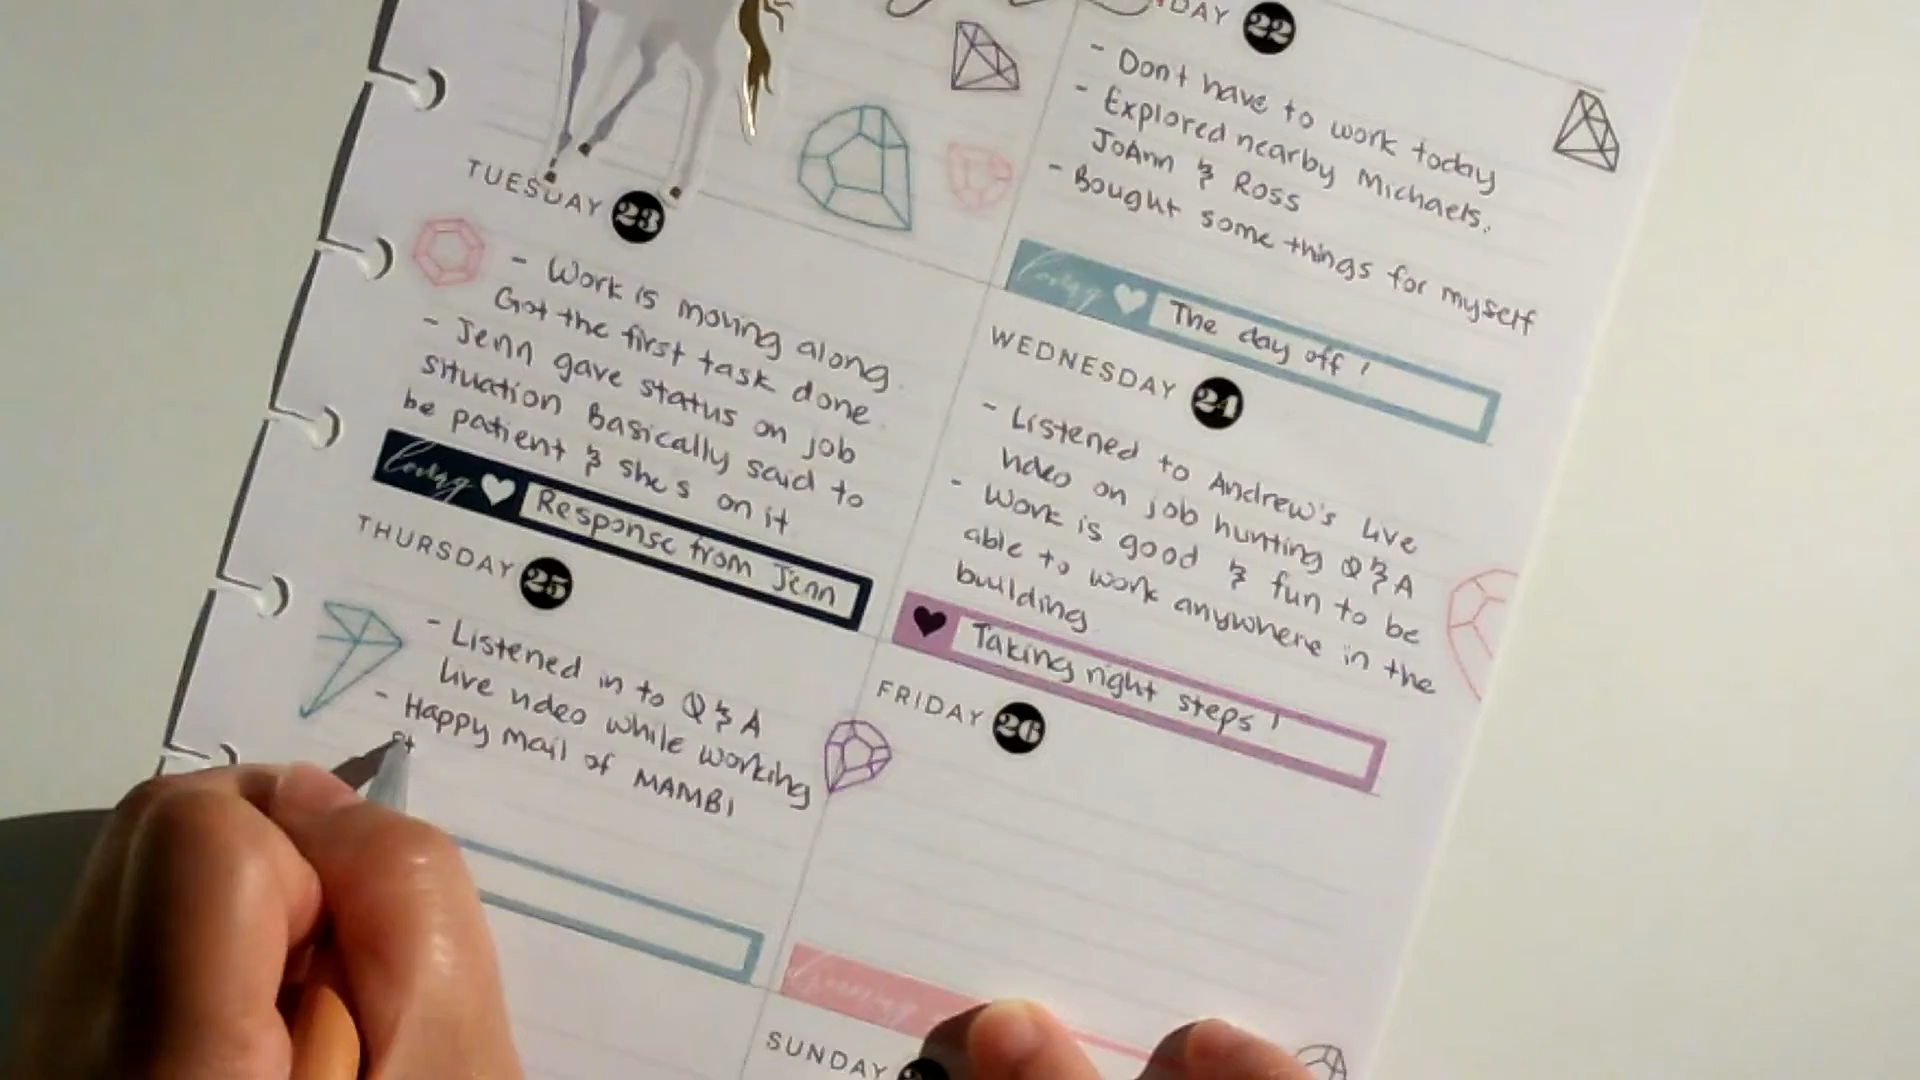 DAY 22
- Don't have to work today
- Explored nearby Michaels,
JoAnn & Ross
- Bought some things for myself
loving The day off!
TUESDAY 23
- Work is moving along.
Got the first task done.
- Jenn gave status on job
situation Basically said to
be patient & she's on it
loving Response from Jenn
WEDNESDAY 24
- Listened to Andrew's live
video on job hunting Q & A
- Work is good & fun to be
able to work anywhere in the
building
Taking right steps!
THURSDAY 25
- Listened in to Q & A
live video while working
- Happy mail of MAMBI
st
FRIDAY 26
SUNDAY